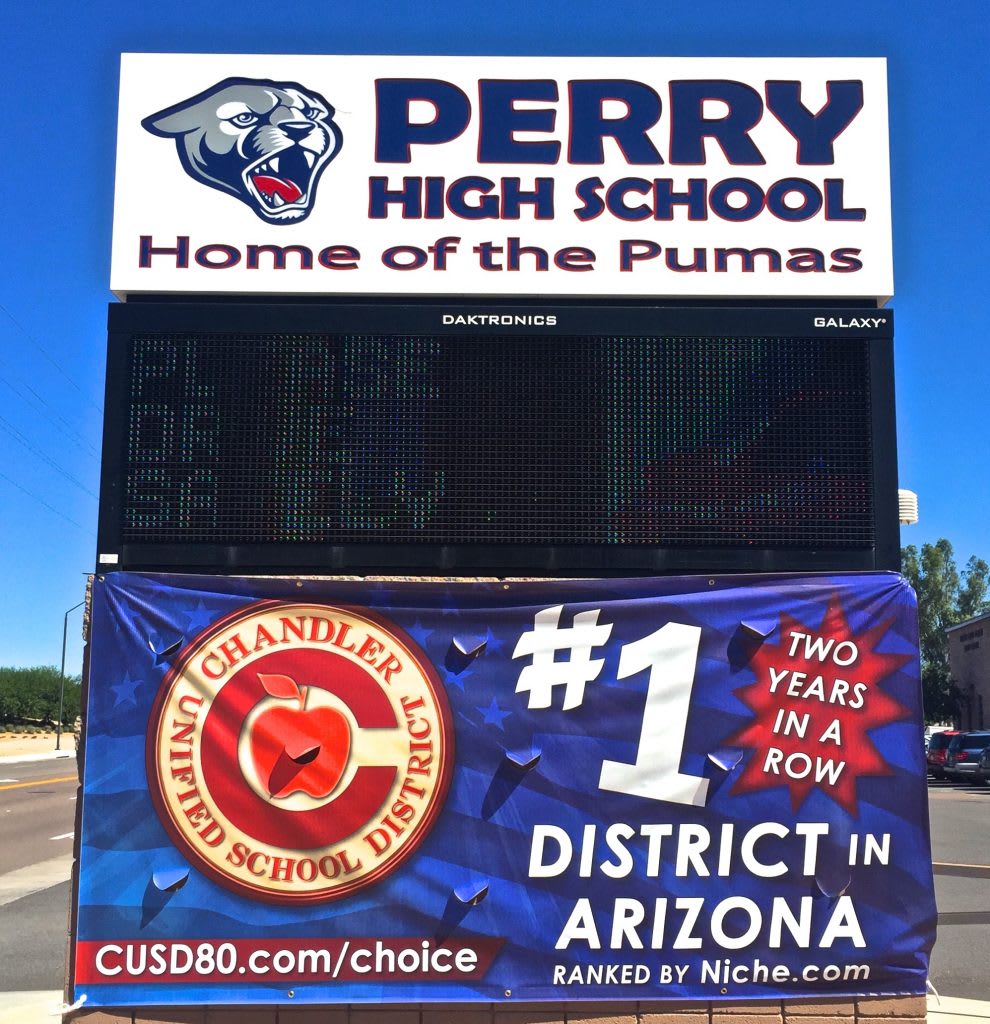 PERRY
HIGH SCHOOL
Home of the Pumas
DAKTRONICS
GALAXY®
CHANDLER
UNIFIED SCHOOL DISTRICT
#1
TWO
YEARS
IN A
ROW
DISTRICT IN
ARIZONA
RANKED BY Niche.com
CUSD80.com/choice